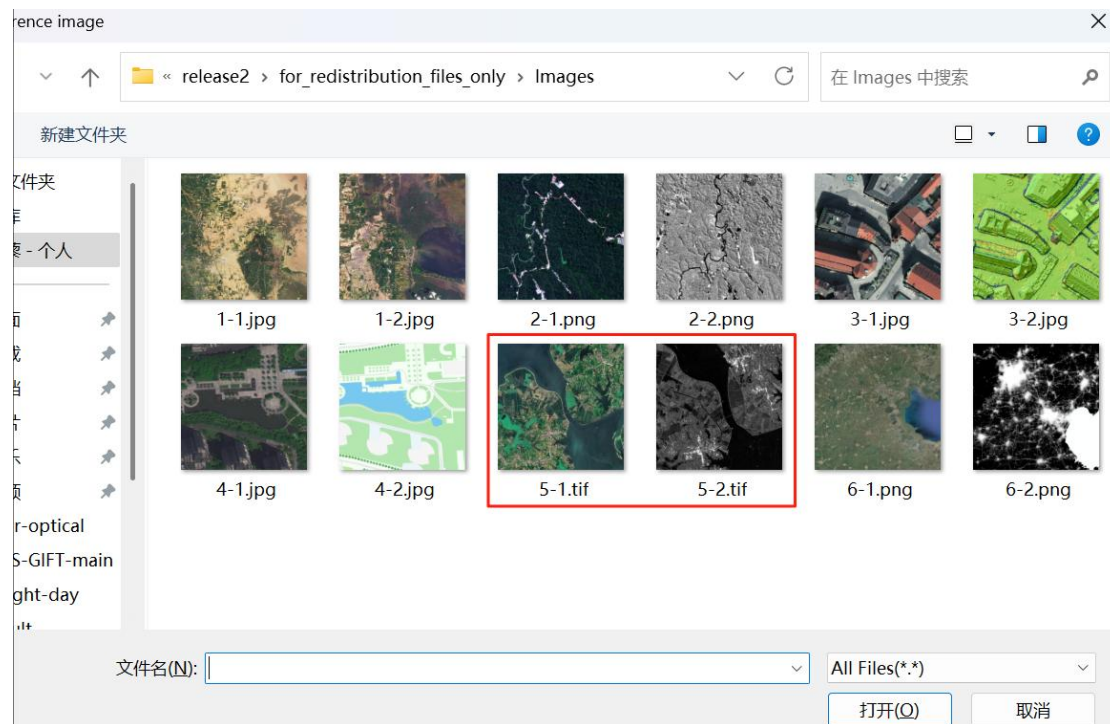 rence image
« release2 › for_redistribution_files_only › Images
在 Images 中搜索
新建文件夹
文件夹
- 个人
1-1.jpg 1-2.jpg 2-1.png 2-2.png 3-1.jpg 3-2.jpg
4-1.jpg 4-2.jpg 5-1.tif 5-2.tif 6-1.png 6-2.png
r-optical
S-GIFT-main
ght-day
文件名(N):
All Files(*.*)
打开(O) 取消